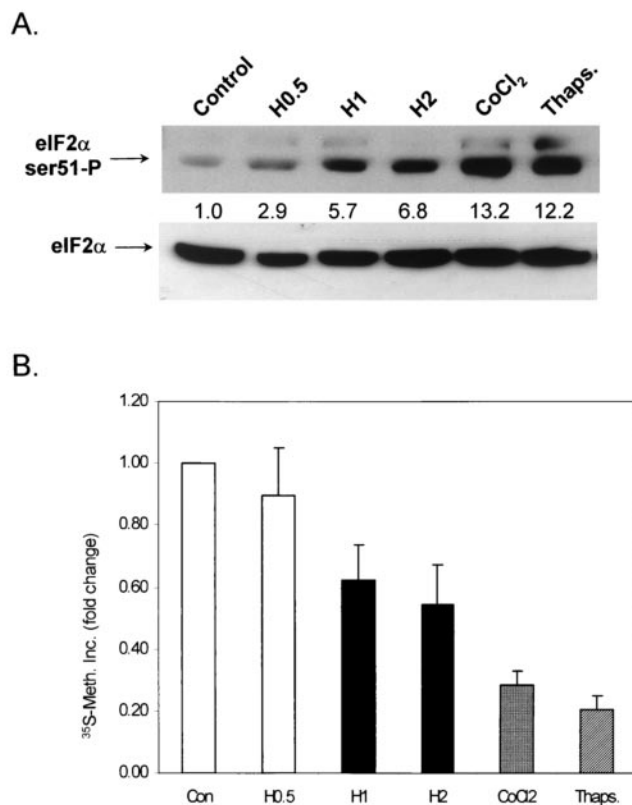 A.
Control H0.5 H1 H2 CoCl₂ Thaps.
eIF2α
ser51-P
1.0 2.9 5.7 6.8 13.2 12.2
eIF2α
B.
³⁵S-Meth. Inc. (fold change)
1.20
1.00
0.80
0.60
0.40
0.20
0.00
Con H0.5 H1 H2 CoCl2 Thaps.